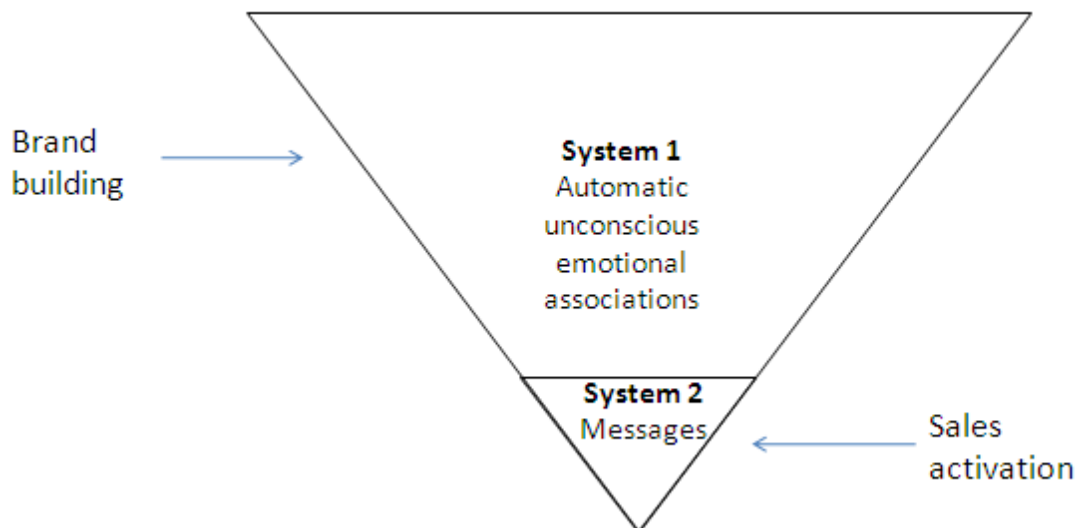 Brand
building
System 1
Automatic
unconscious
emotional
associations
System 2
Messages
Sales
activation